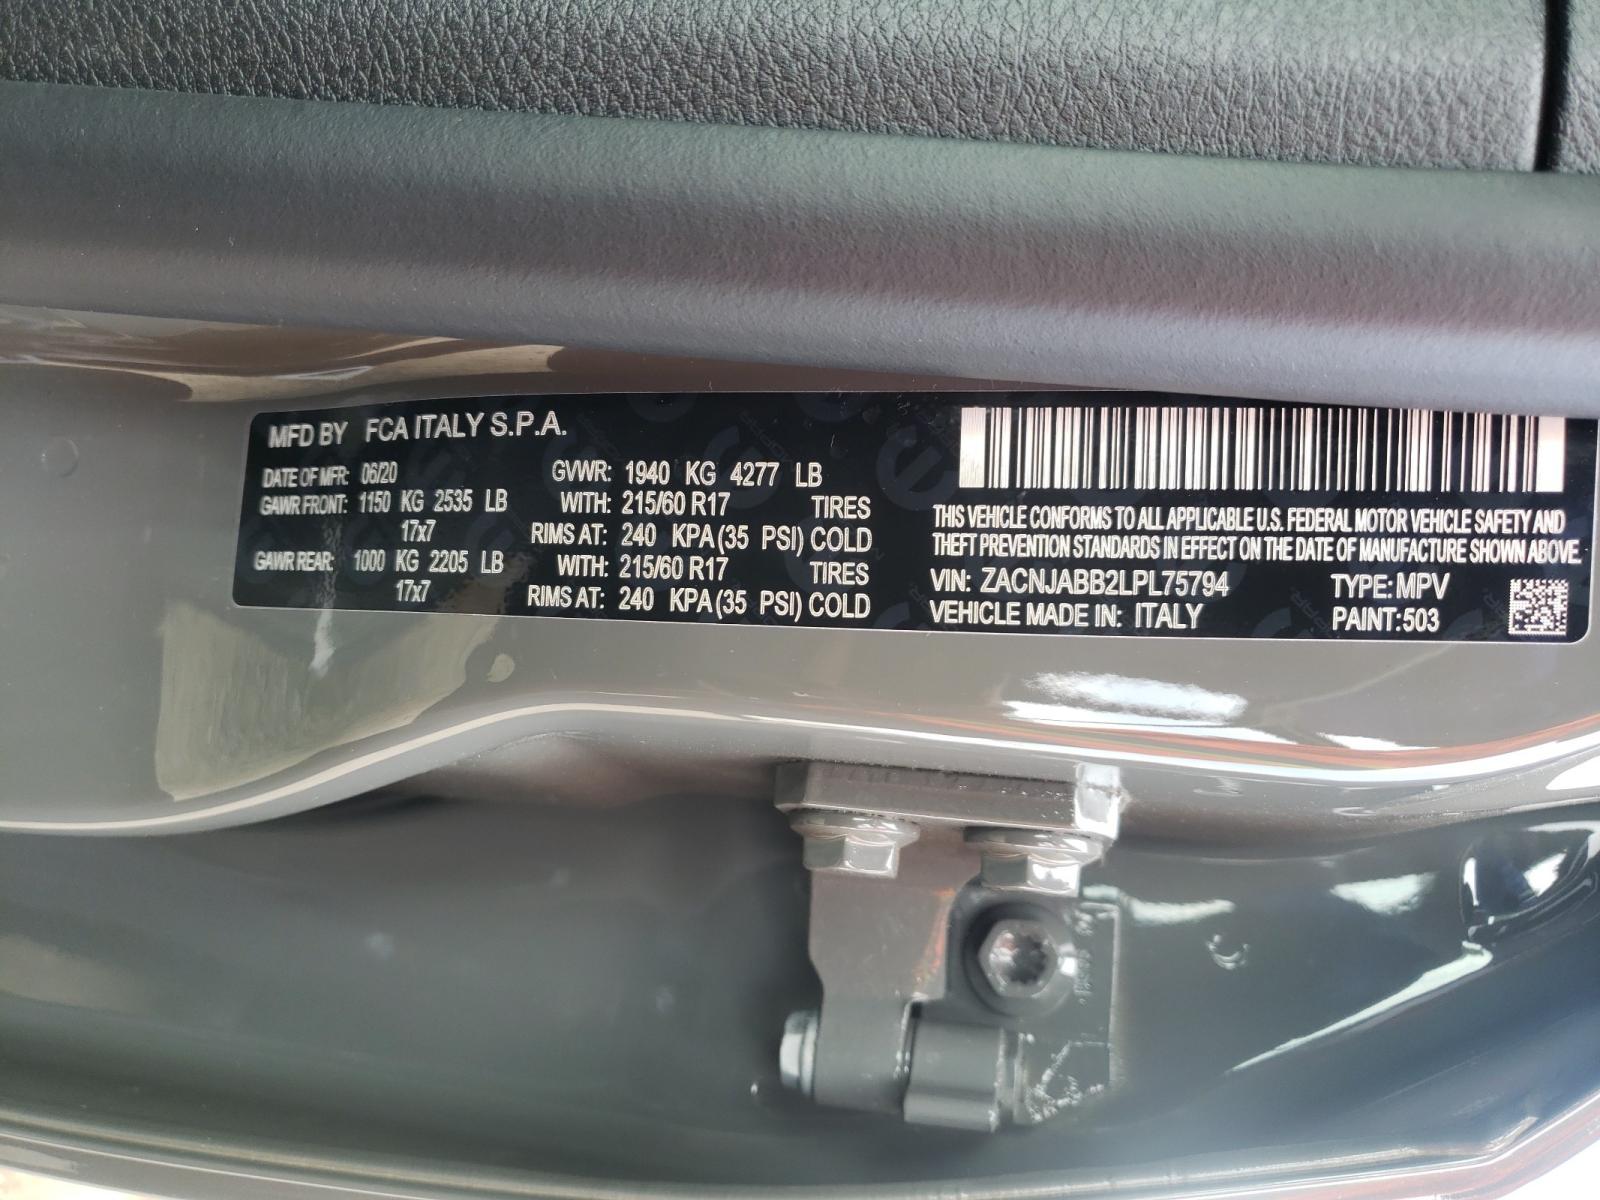 MFD BY FCA ITALY S.P.A.
DATE OF MFR: 06/20 GVWR: 1940 KG 4277 LB
GAWR FRONT: 1150 KG 2535 LB WITH: 215/60 R17 TIRES
17x7 RIMS AT: 240 KPA (35 PSI) COLD
GAWR REAR: 1000 KG 2205 LB WITH: 215/60 R17 TIRES
17x7 RIMS AT: 240 KPA (35 PSI) COLD
THIS VEHICLE CONFORMS TO ALL APPLICABLE U.S. FEDERAL MOTOR VEHICLE SAFETY AND
THEFT PREVENTION STANDARDS IN EFFECT ON THE DATE OF MANUFACTURE SHOWN ABOVE.
VIN: ZACNJABB2LPL75794 TYPE: MPV
VEHICLE MADE IN: ITALY PAINT: 503